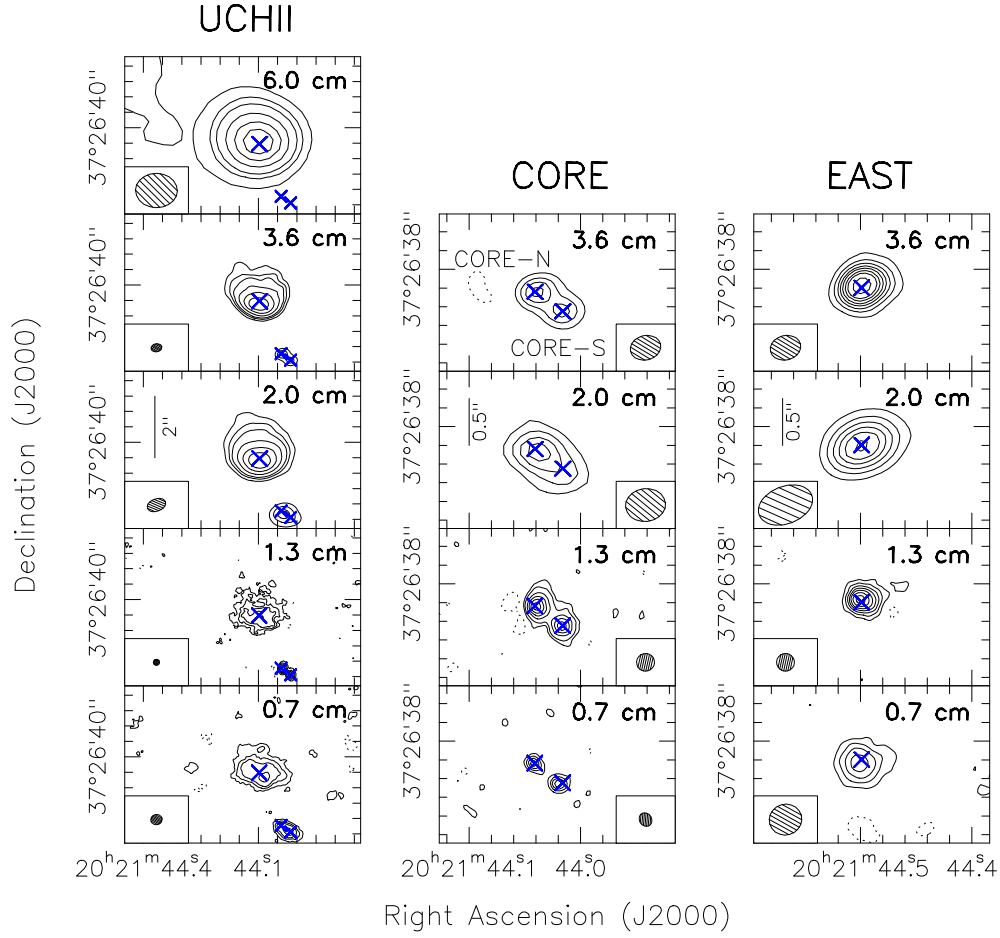 UCHII
6.0 cm
37°26'40"
3.6 cm
37°26'40"
2.0 cm
37°26'40"
2"
1.3 cm
37°26'40"
0.7 cm
37°26'40"
20ʰ21ᵐ44ˢ.4 44ˢ.1
CORE
3.6 cm
37°26'38"
CORE-N
CORE-S
2.0 cm
37°26'38"
0.5"
1.3 cm
37°26'38"
0.7 cm
37°26'38"
20ʰ21ᵐ44ˢ.1 44ˢ.0
EAST
3.6 cm
37°26'38"
2.0 cm
37°26'38"
0.5"
1.3 cm
37°26'38"
0.7 cm
37°26'38"
20ʰ21ᵐ44ˢ.5 44ˢ.4
Declination (J2000)
Right Ascension (J2000)